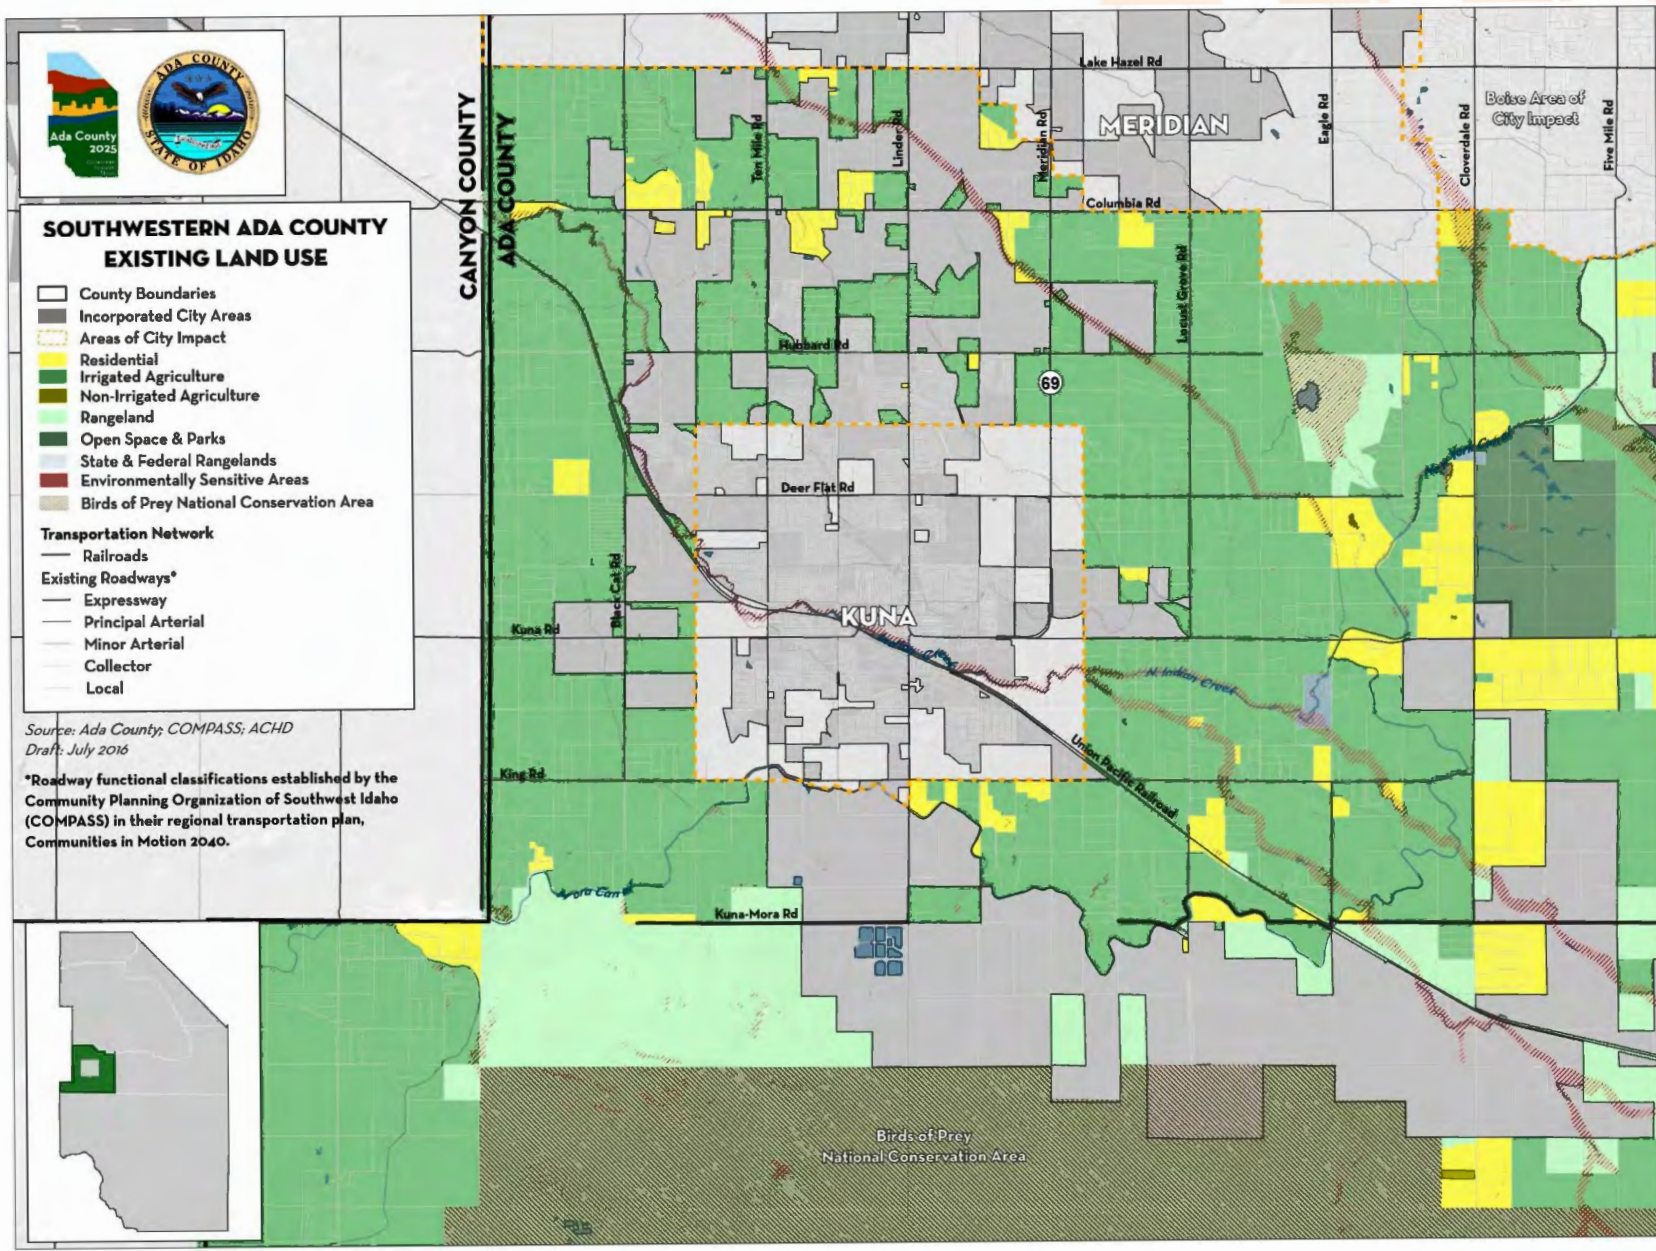 Ada County
2025
ADA COUNTY
STATE OF IDAHO
SOUTHWESTERN ADA COUNTY
EXISTING LAND USE
County Boundaries
Incorporated City Areas
Areas of City Impact
Residential
Irrigated Agriculture
Non-Irrigated Agriculture
Rangeland
Open Space & Parks
State & Federal Rangelands
Environmentally Sensitive Areas
Birds of Prey National Conservation Area
Transportation Network
Railroads
Existing Roadways*
Expressway
Principal Arterial
Minor Arterial
Collector
Local
Source: Ada County; COMPASS; ACHD
Draft: July 2016
*Roadway functional classifications established by the
Community Planning Organization of Southwest Idaho
(COMPASS) in their regional transportation plan,
Communities in Motion 2040.
CANYON COUNTY
ADA COUNTY
Lake Hazel Rd
MERIDIAN
Boise Area of
City Impact
Ten Mile Rd
Linder Rd
Meridian Rd
Eagle Rd
Cloverdale Rd
Five Mile Rd
Columbia Rd
Locust Grove Rd
Hubbard Rd
69
New York Canal
Deer Flat Rd
Black Cat Rd
KUNA
Kuna Rd
N. Indian Creek
Union Pacific Railroad
King Rd
Mora Canal
Kuna-Mora Rd
Birds of Prey
National Conservation Area